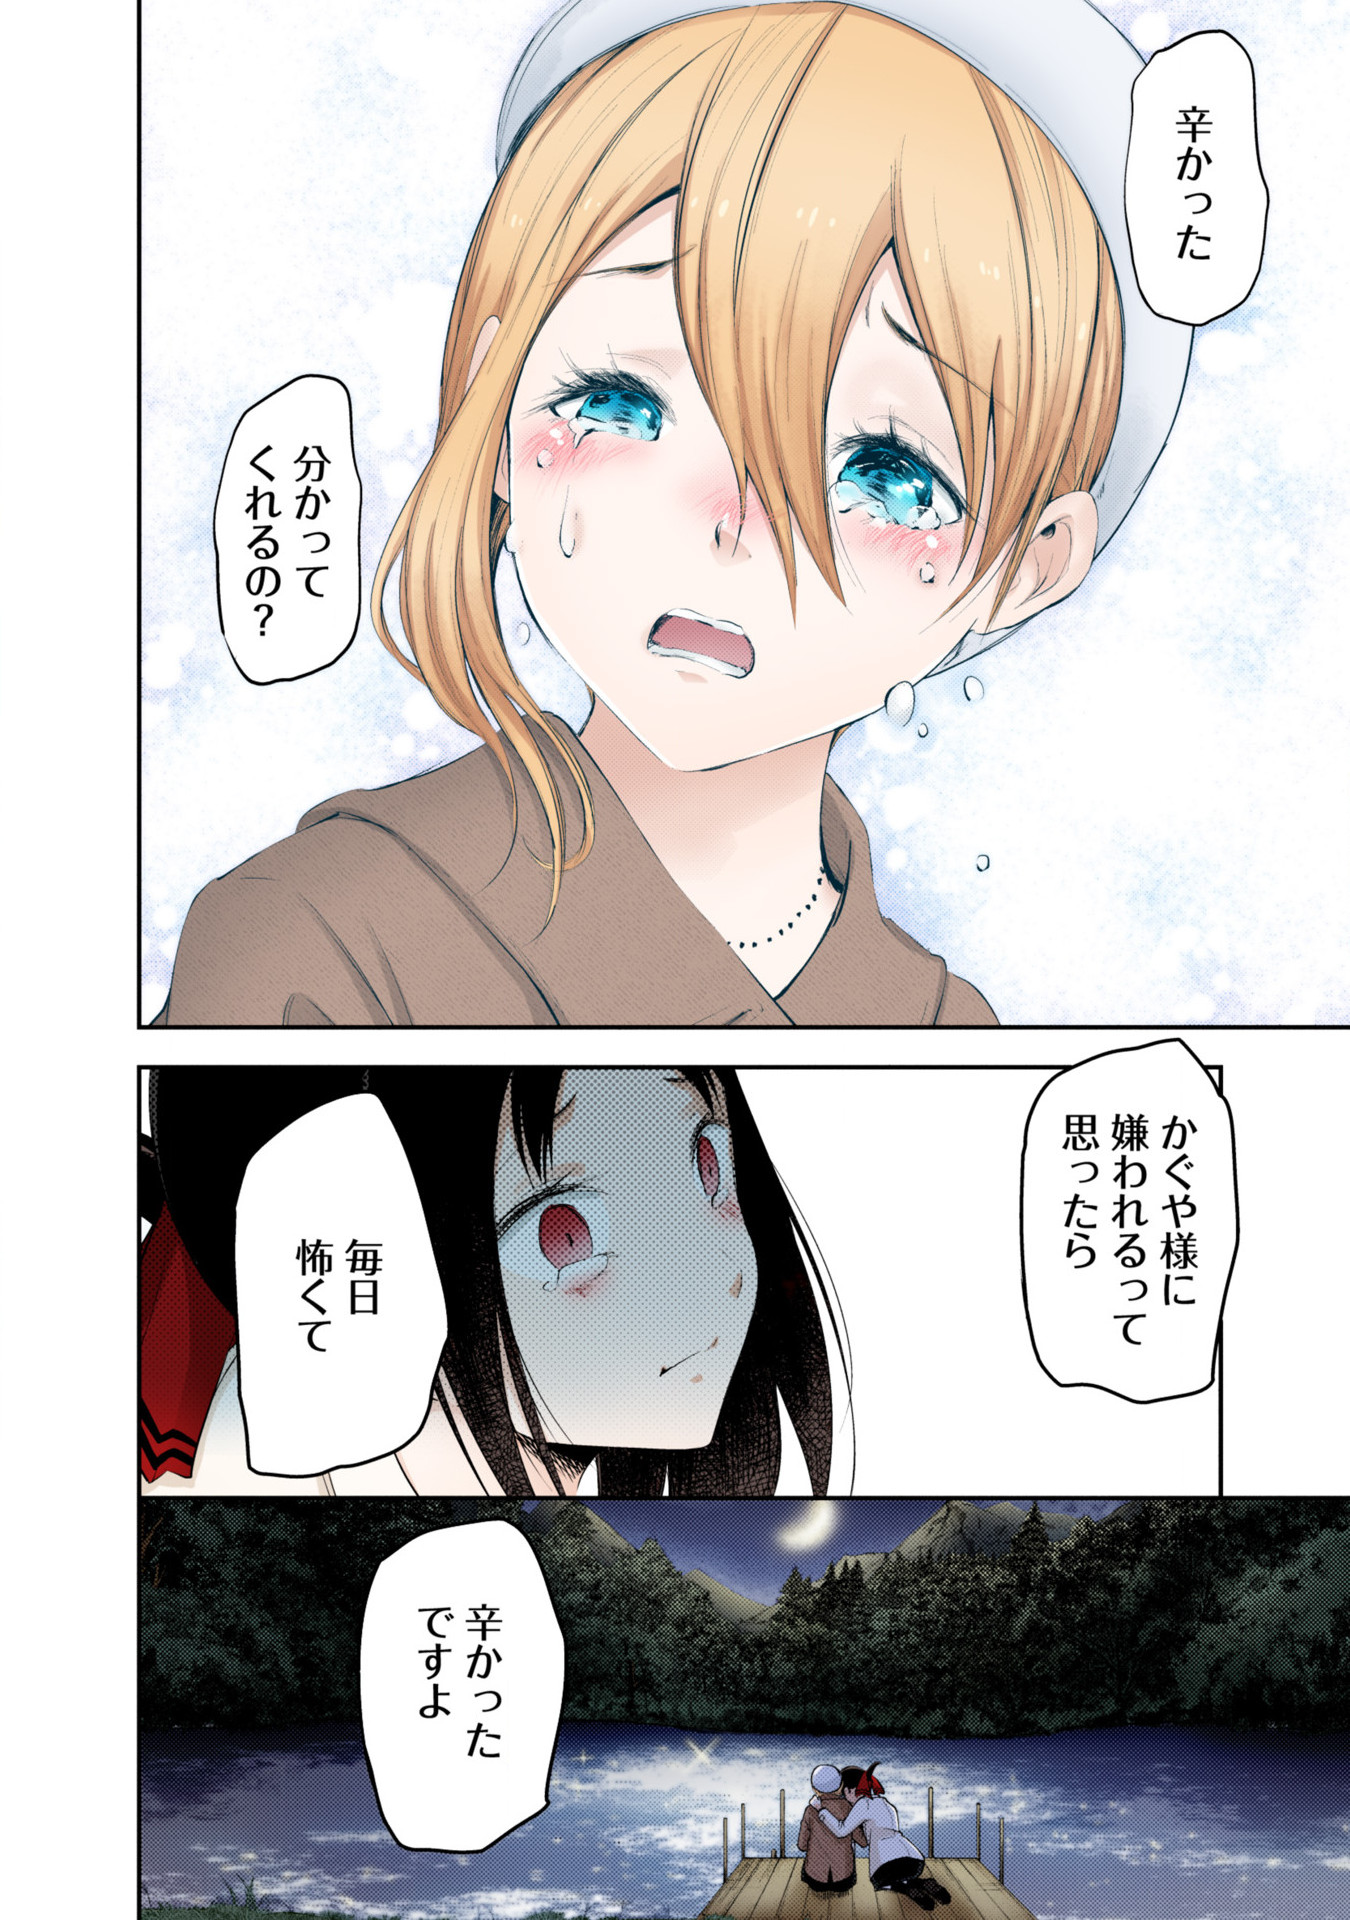 辛かった
分かって
くれるの？
かぐや様に
嫌われるって
思ったら
毎日
怖くて
辛かった
ですよ